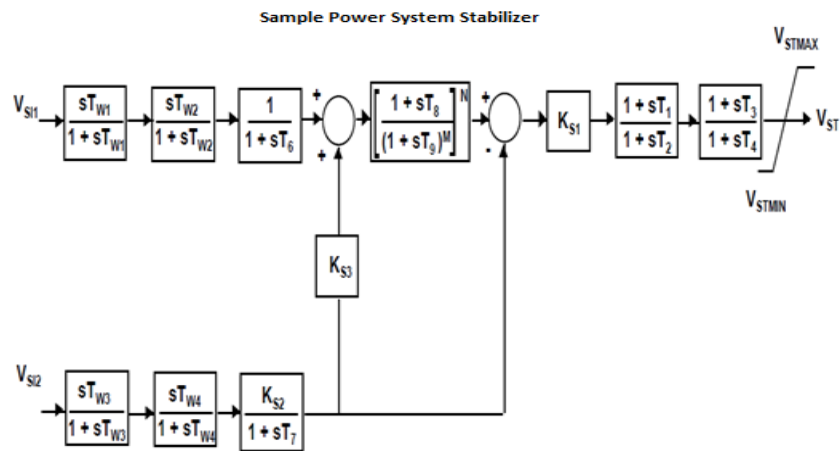 Sample Power System Stabilizer
V_STMAX
V_SI1
sT_W1
1 + sT_W1
sT_W2
1 + sT_W2
1
1 + sT_6
+
+
[1 + sT_8
(1 + sT_9)^M]^N
+
-
K_S1
1 + sT_1
1 + sT_2
1 + sT_3
1 + sT_4
V_ST
V_STMIN
K_S3
V_SI2
sT_W3
1 + sT_W3
sT_W4
1 + sT_W4
K_S2
1 + sT_7